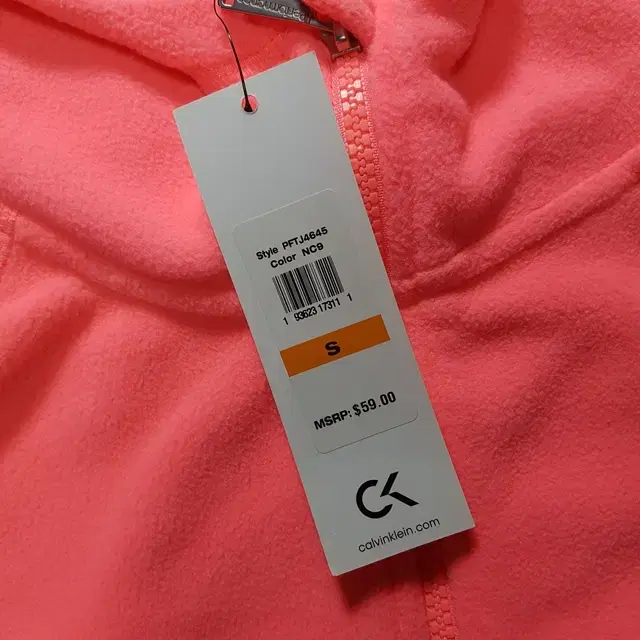 Style PFTJ4645
Color NC9
1 93623 17311 1
S
MSRP: $59.00
CK
calvinklein.com